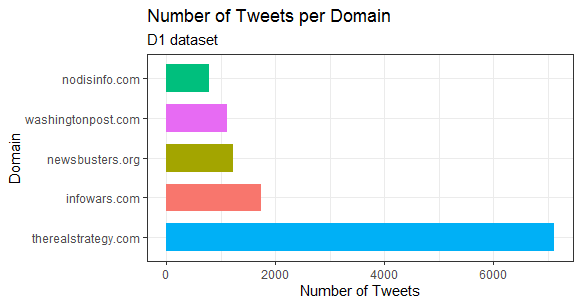 Number of Tweets per Domain
D1 dataset
Domain
nodisinfo.com
washingtonpost.com
newsbusters.org
infowars.com
therealstrategy.com
0 2000 4000 6000
Number of Tweets